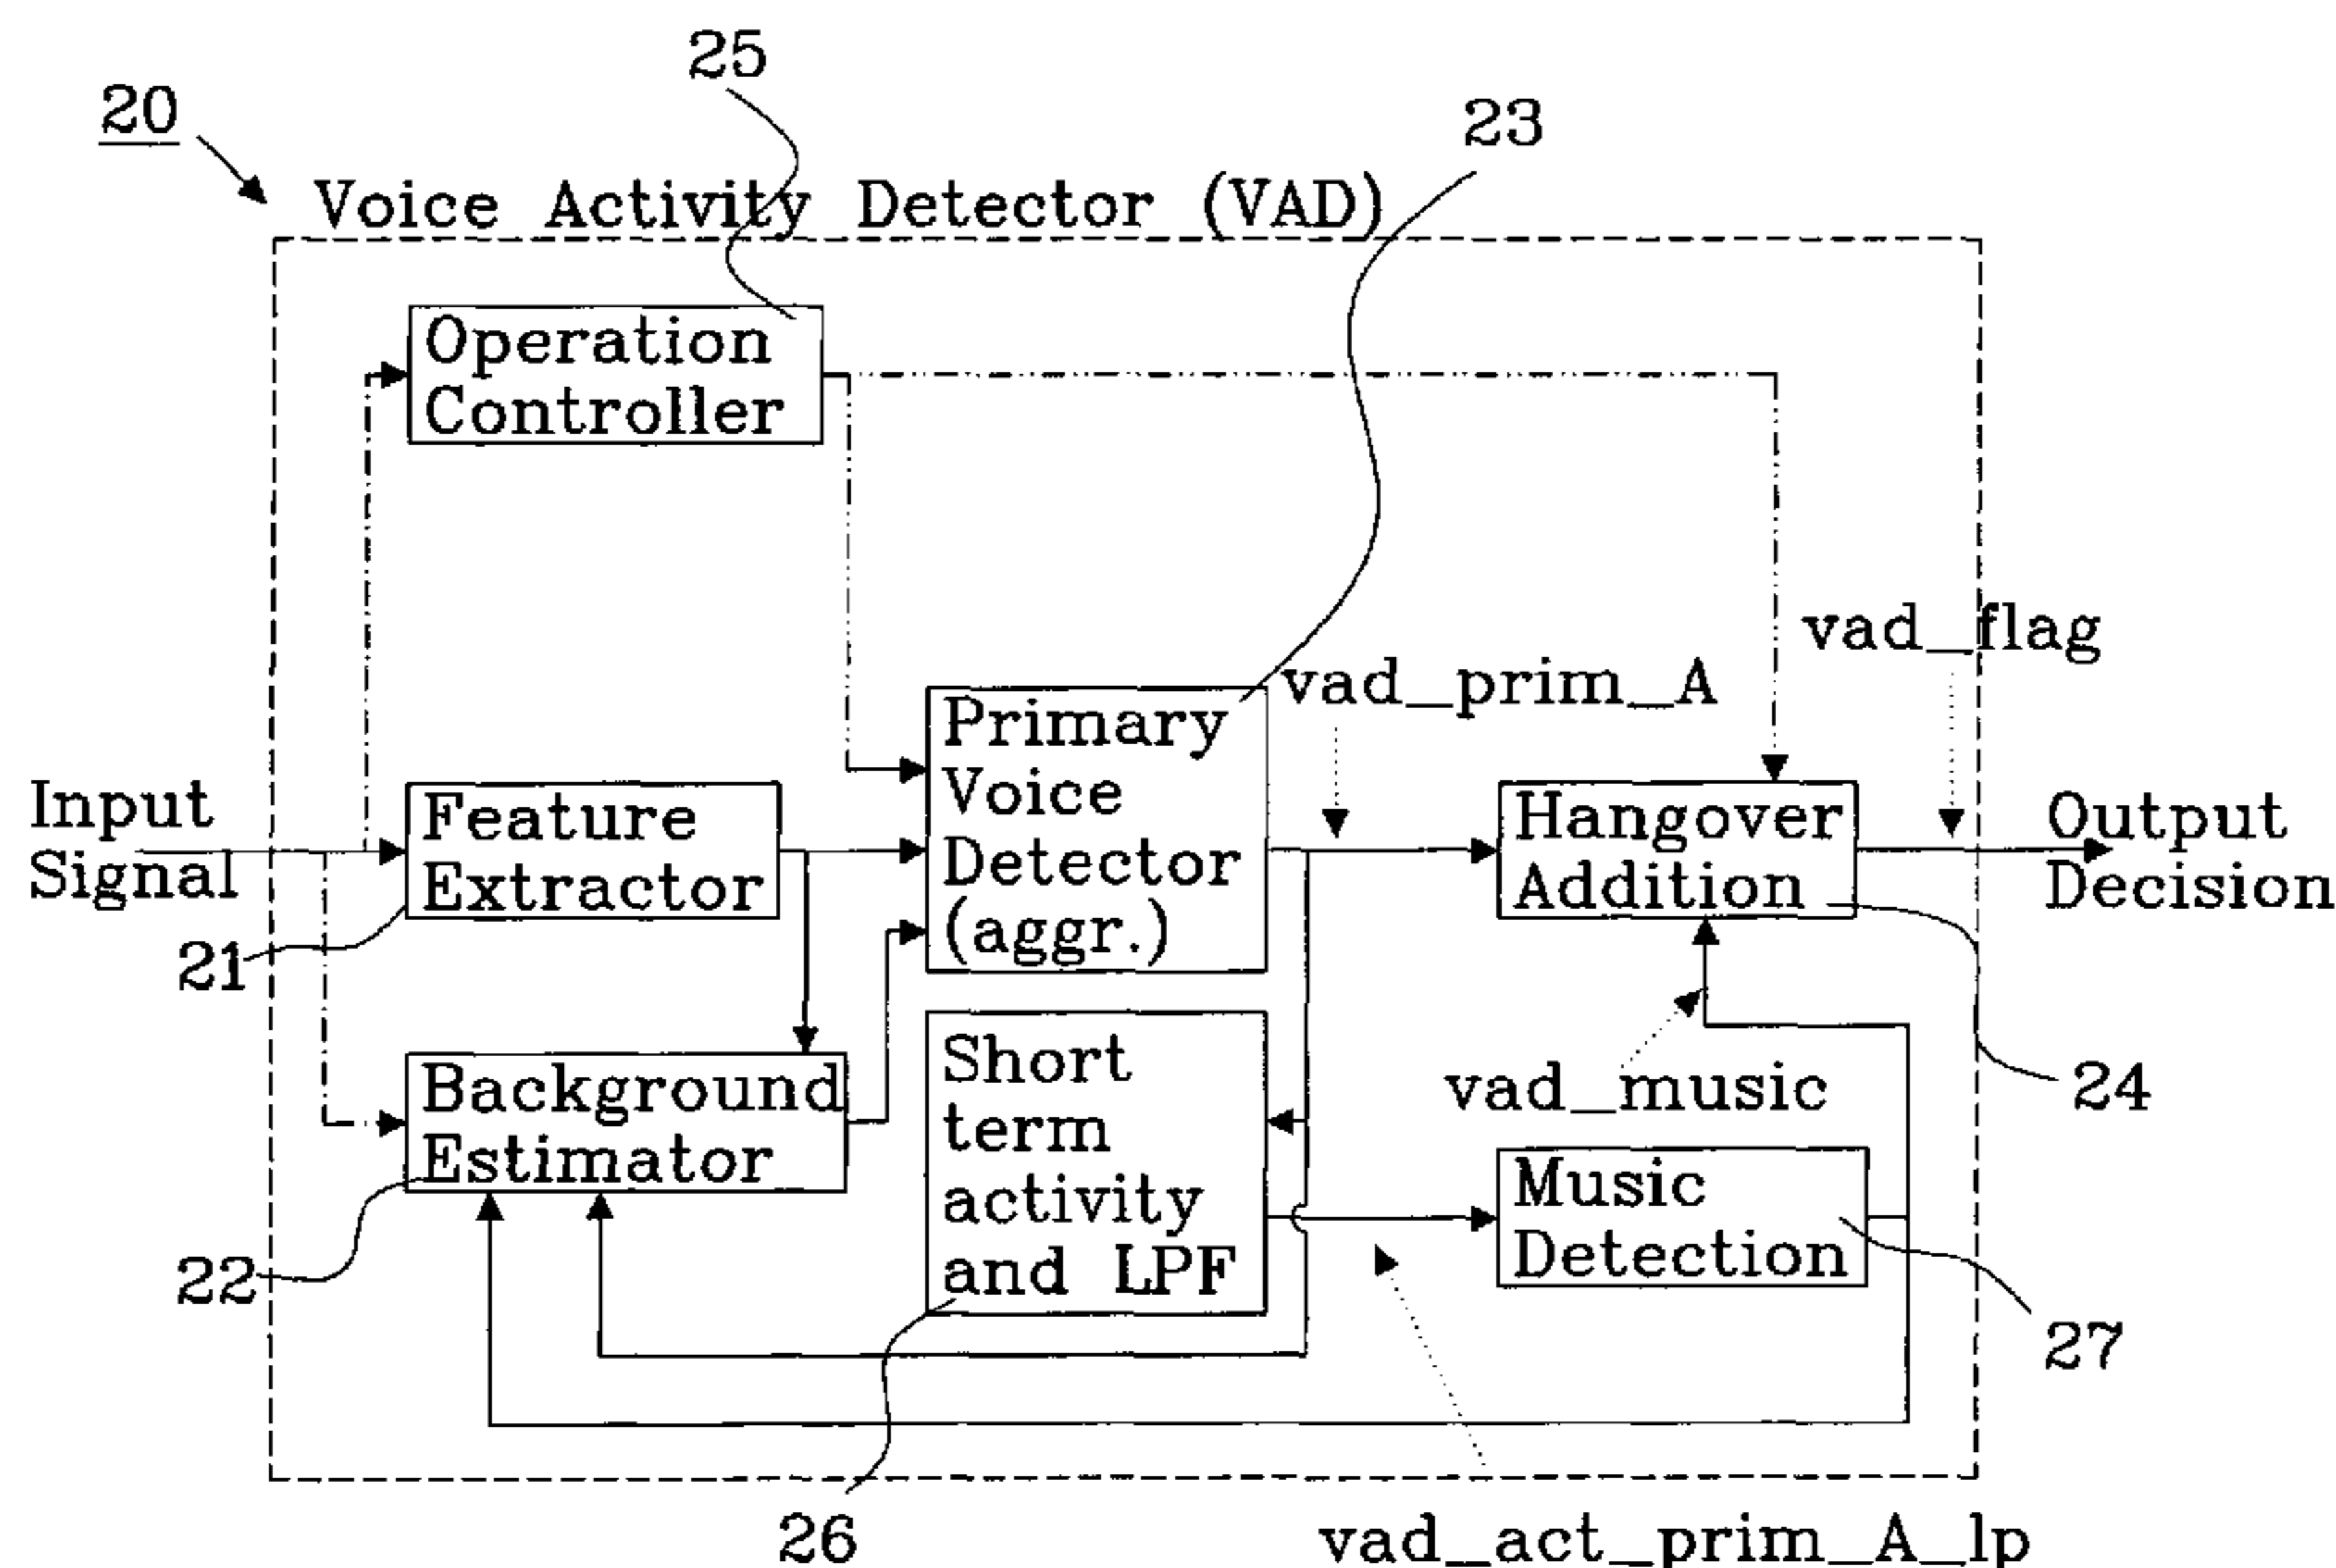 25
20
23
Voice Activity Detector (VAD)
Operation
Controller
vad_flag
vad_prim_A
Primary
Voice
Detector
(aggr.)
Input
Signal
Feature
Extractor
Hangover
Addition
Output
Decision
21
Background
Estimator
Short
term
activity
and LPF
vad_music
24
Music
Detection
22
27
26
vad_act_prim_A_lp